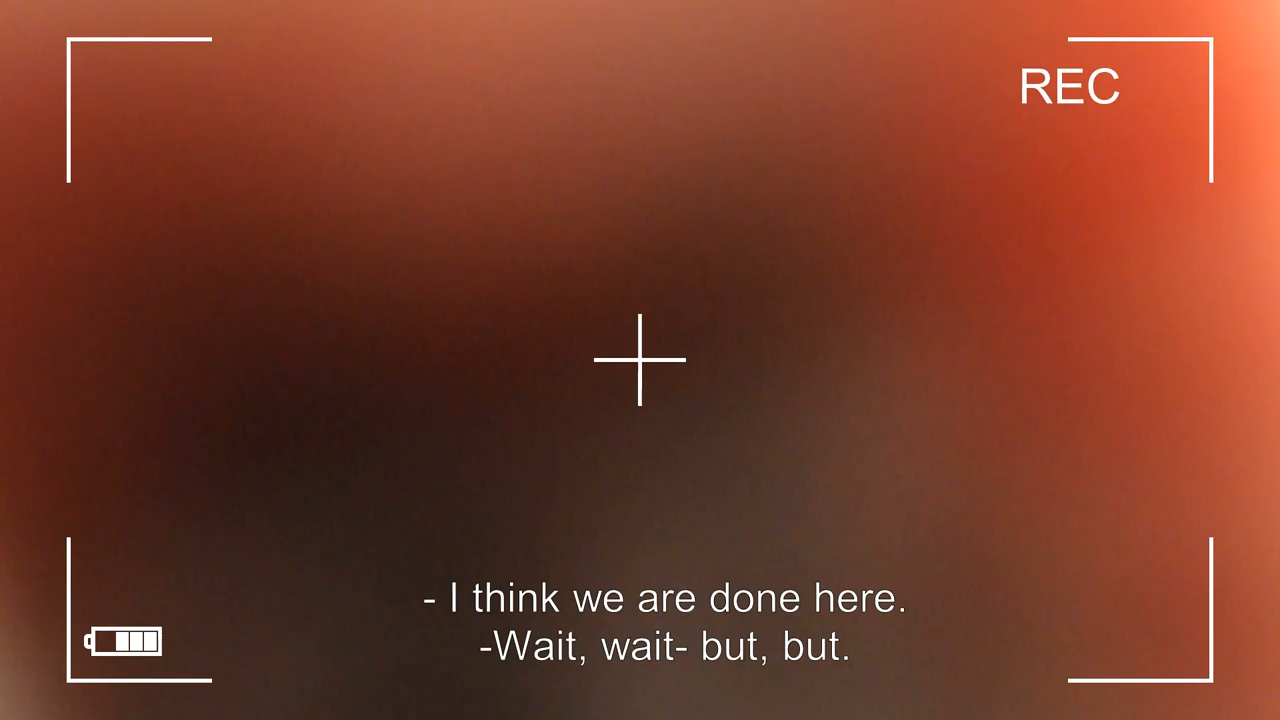 REC
- I think we are done here.
-Wait, wait- but, but.